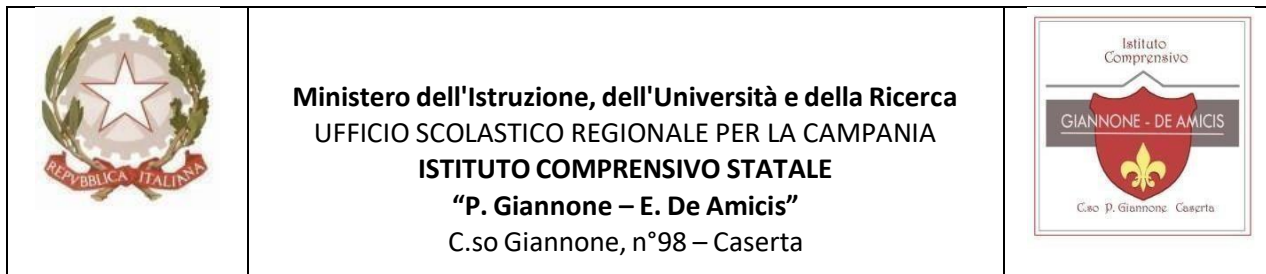 REPVBBLICA ITALIANA
Ministero dell'Istruzione, dell'Università e della Ricerca
UFFICIO SCOLASTICO REGIONALE PER LA CAMPANIA
ISTITUTO COMPRENSIVO STATALE
“P. Giannone – E. De Amicis”
C.so Giannone, n°98 – Caserta
Istituto
Comprensivo
GIANNONE - DE AMICIS
C.so P. Giannone Caserta